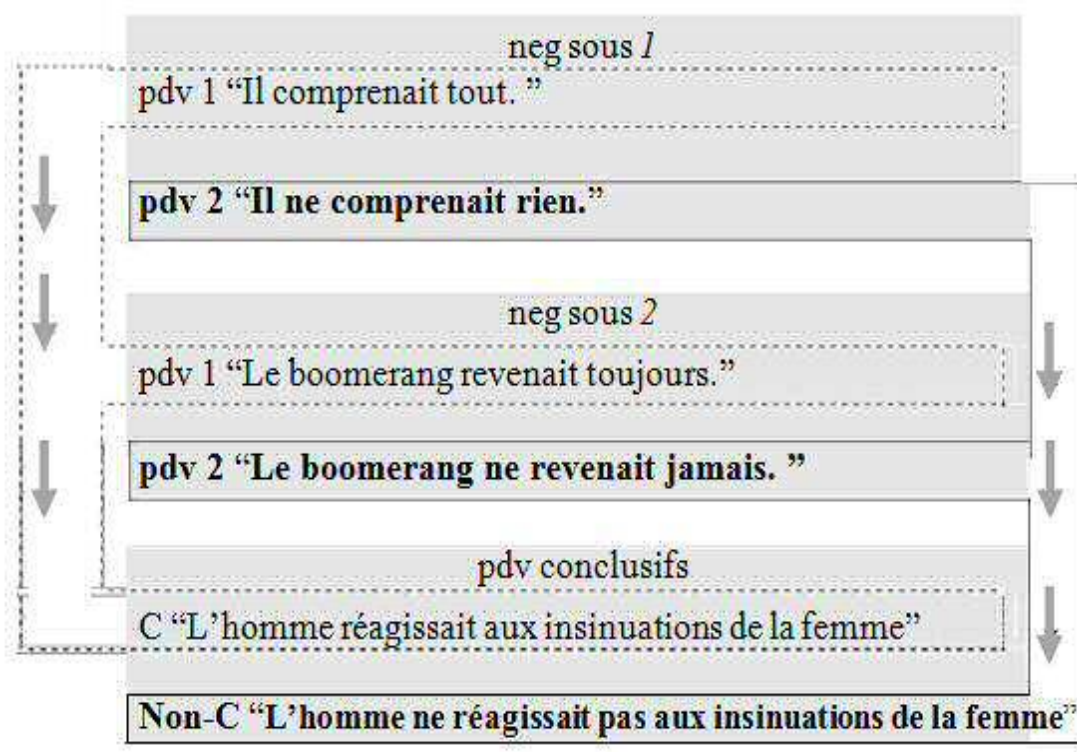 neg sous 1
pdv 1 “Il comprenait tout. ”
pdv 2 “Il ne comprenait rien.”
neg sous 2
pdv 1 “Le boomerang revenait toujours.”
pdv 2 “Le boomerang ne revenait jamais. ”
pdv conclusifs
C “L’homme réagissait aux insinuations de la femme”
Non-C “L’homme ne réagissait pas aux insinuations de la femme”